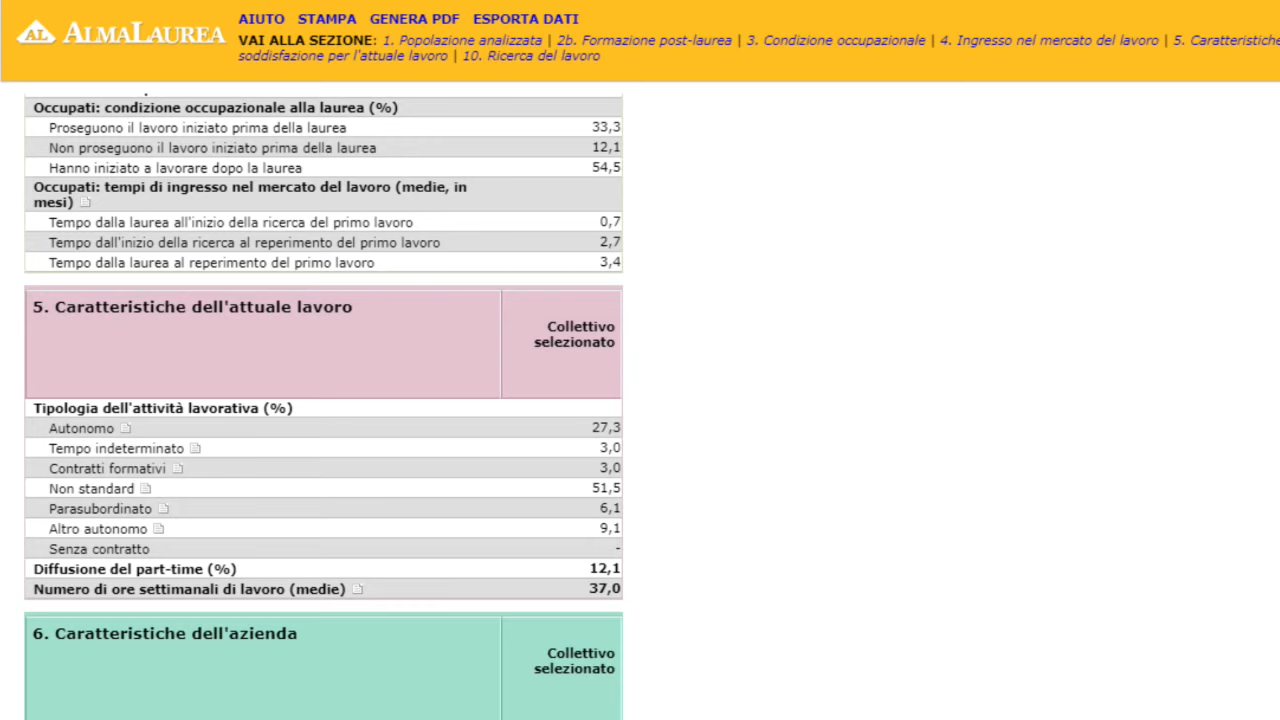 AL ALMALAUREA
AIUTO STAMPA GENERA PDF ESPORTA DATI
VAI ALLA SEZIONE: 1. Popolazione analizzata | 2b. Formazione post-laurea | 3. Condizione occupazionale | 4. Ingresso nel mercato del lavoro | 5. Caratteristiche
soddisfazione per l'attuale lavoro | 10. Ricerca del lavoro
Occupati: condizione occupazionale alla laurea (%)
Proseguono il lavoro iniziato prima della laurea 33,3
Non proseguono il lavoro iniziato prima della laurea 12,1
Hanno iniziato a lavorare dopo la laurea 54,5
Occupati: tempi di ingresso nel mercato del lavoro (medie, in
mesi)
Tempo dalla laurea all'inizio della ricerca del primo lavoro 0,7
Tempo dall'inizio della ricerca al reperimento del primo lavoro 2,7
Tempo dalla laurea al reperimento del primo lavoro 3,4
5. Caratteristiche dell'attuale lavoro
Collettivo
selezionato
Tipologia dell'attività lavorativa (%)
Autonomo 27,3
Tempo indeterminato 3,0
Contratti formativi 3,0
Non standard 51,5
Parasubordinato 6,1
Altro autonomo 9,1
Senza contratto -
Diffusione del part-time (%) 12,1
Numero di ore settimanali di lavoro (medie) 37,0
6. Caratteristiche dell'azienda
Collettivo
selezionato